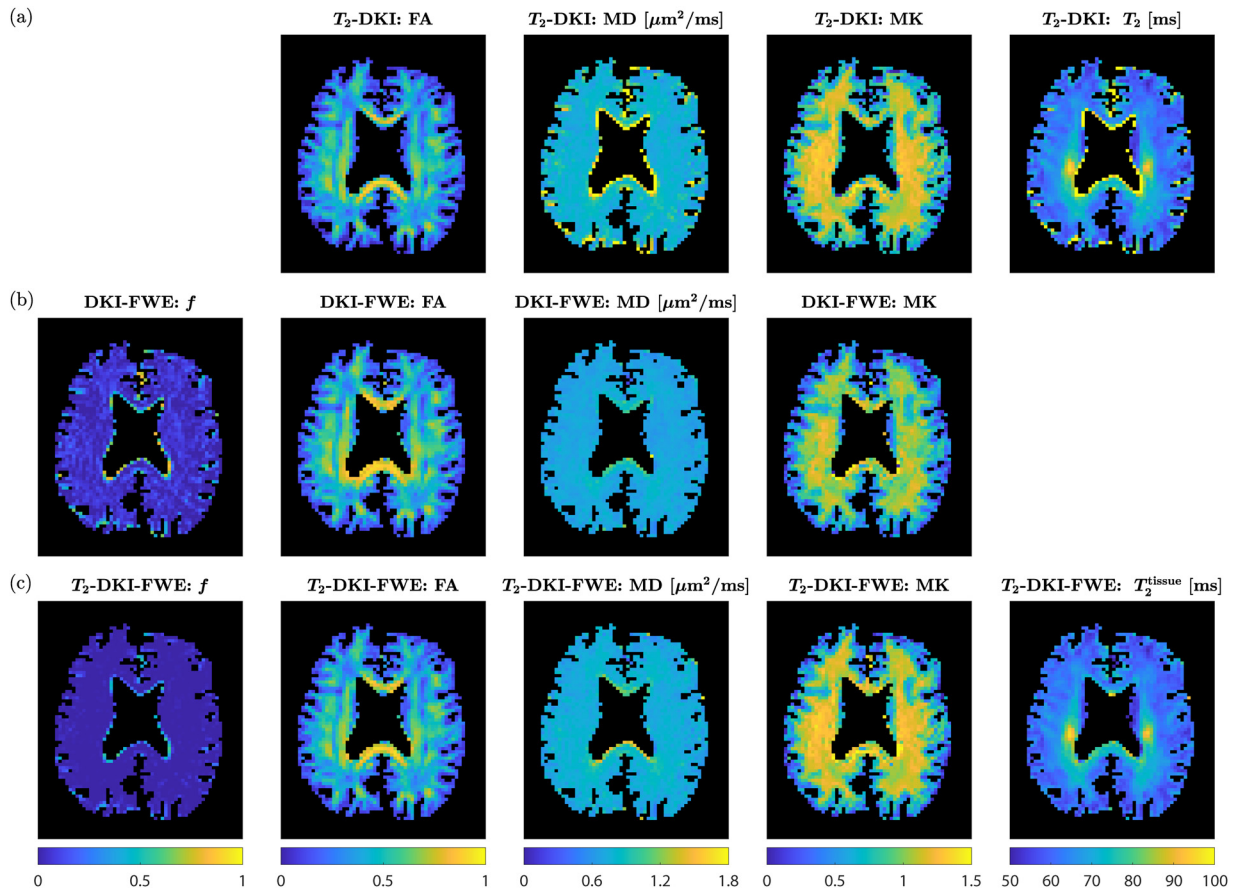 (a)
T₂-DKI: FA
T₂-DKI: MD [μm²/ms]
T₂-DKI: MK
T₂-DKI: T₂ [ms]
(b)
DKI-FWE: f
DKI-FWE: FA
DKI-FWE: MD [μm²/ms]
DKI-FWE: MK
(c)
T₂-DKI-FWE: f
T₂-DKI-FWE: FA
T₂-DKI-FWE: MD [μm²/ms]
T₂-DKI-FWE: MK
T₂-DKI-FWE: T₂^tissue [ms]
0 0.5 1
0 0.5 1
0 0.6 1.2 1.8
0 0.5 1 1.5
50 60 70 80 90 100